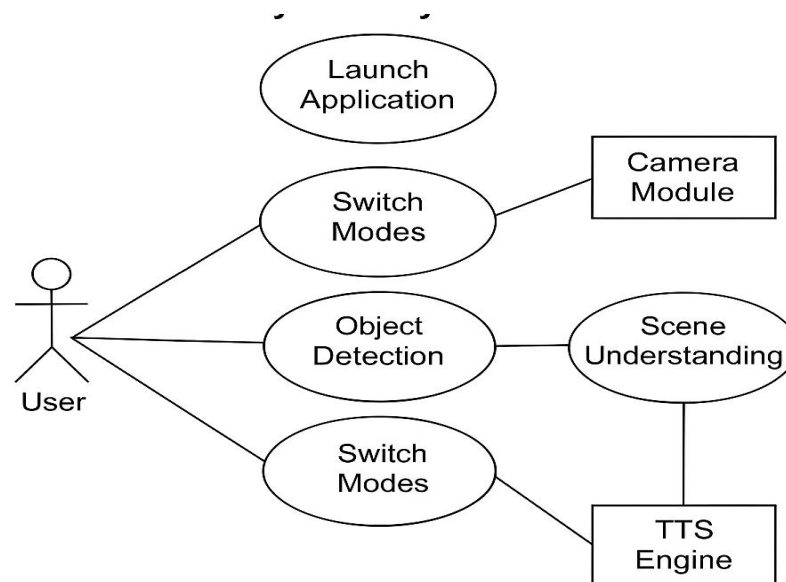 Launch
Application
Camera
Module
Switch
Modes
Object
Detection
Scene
Understanding
User
Switch
Modes
TTS
Engine